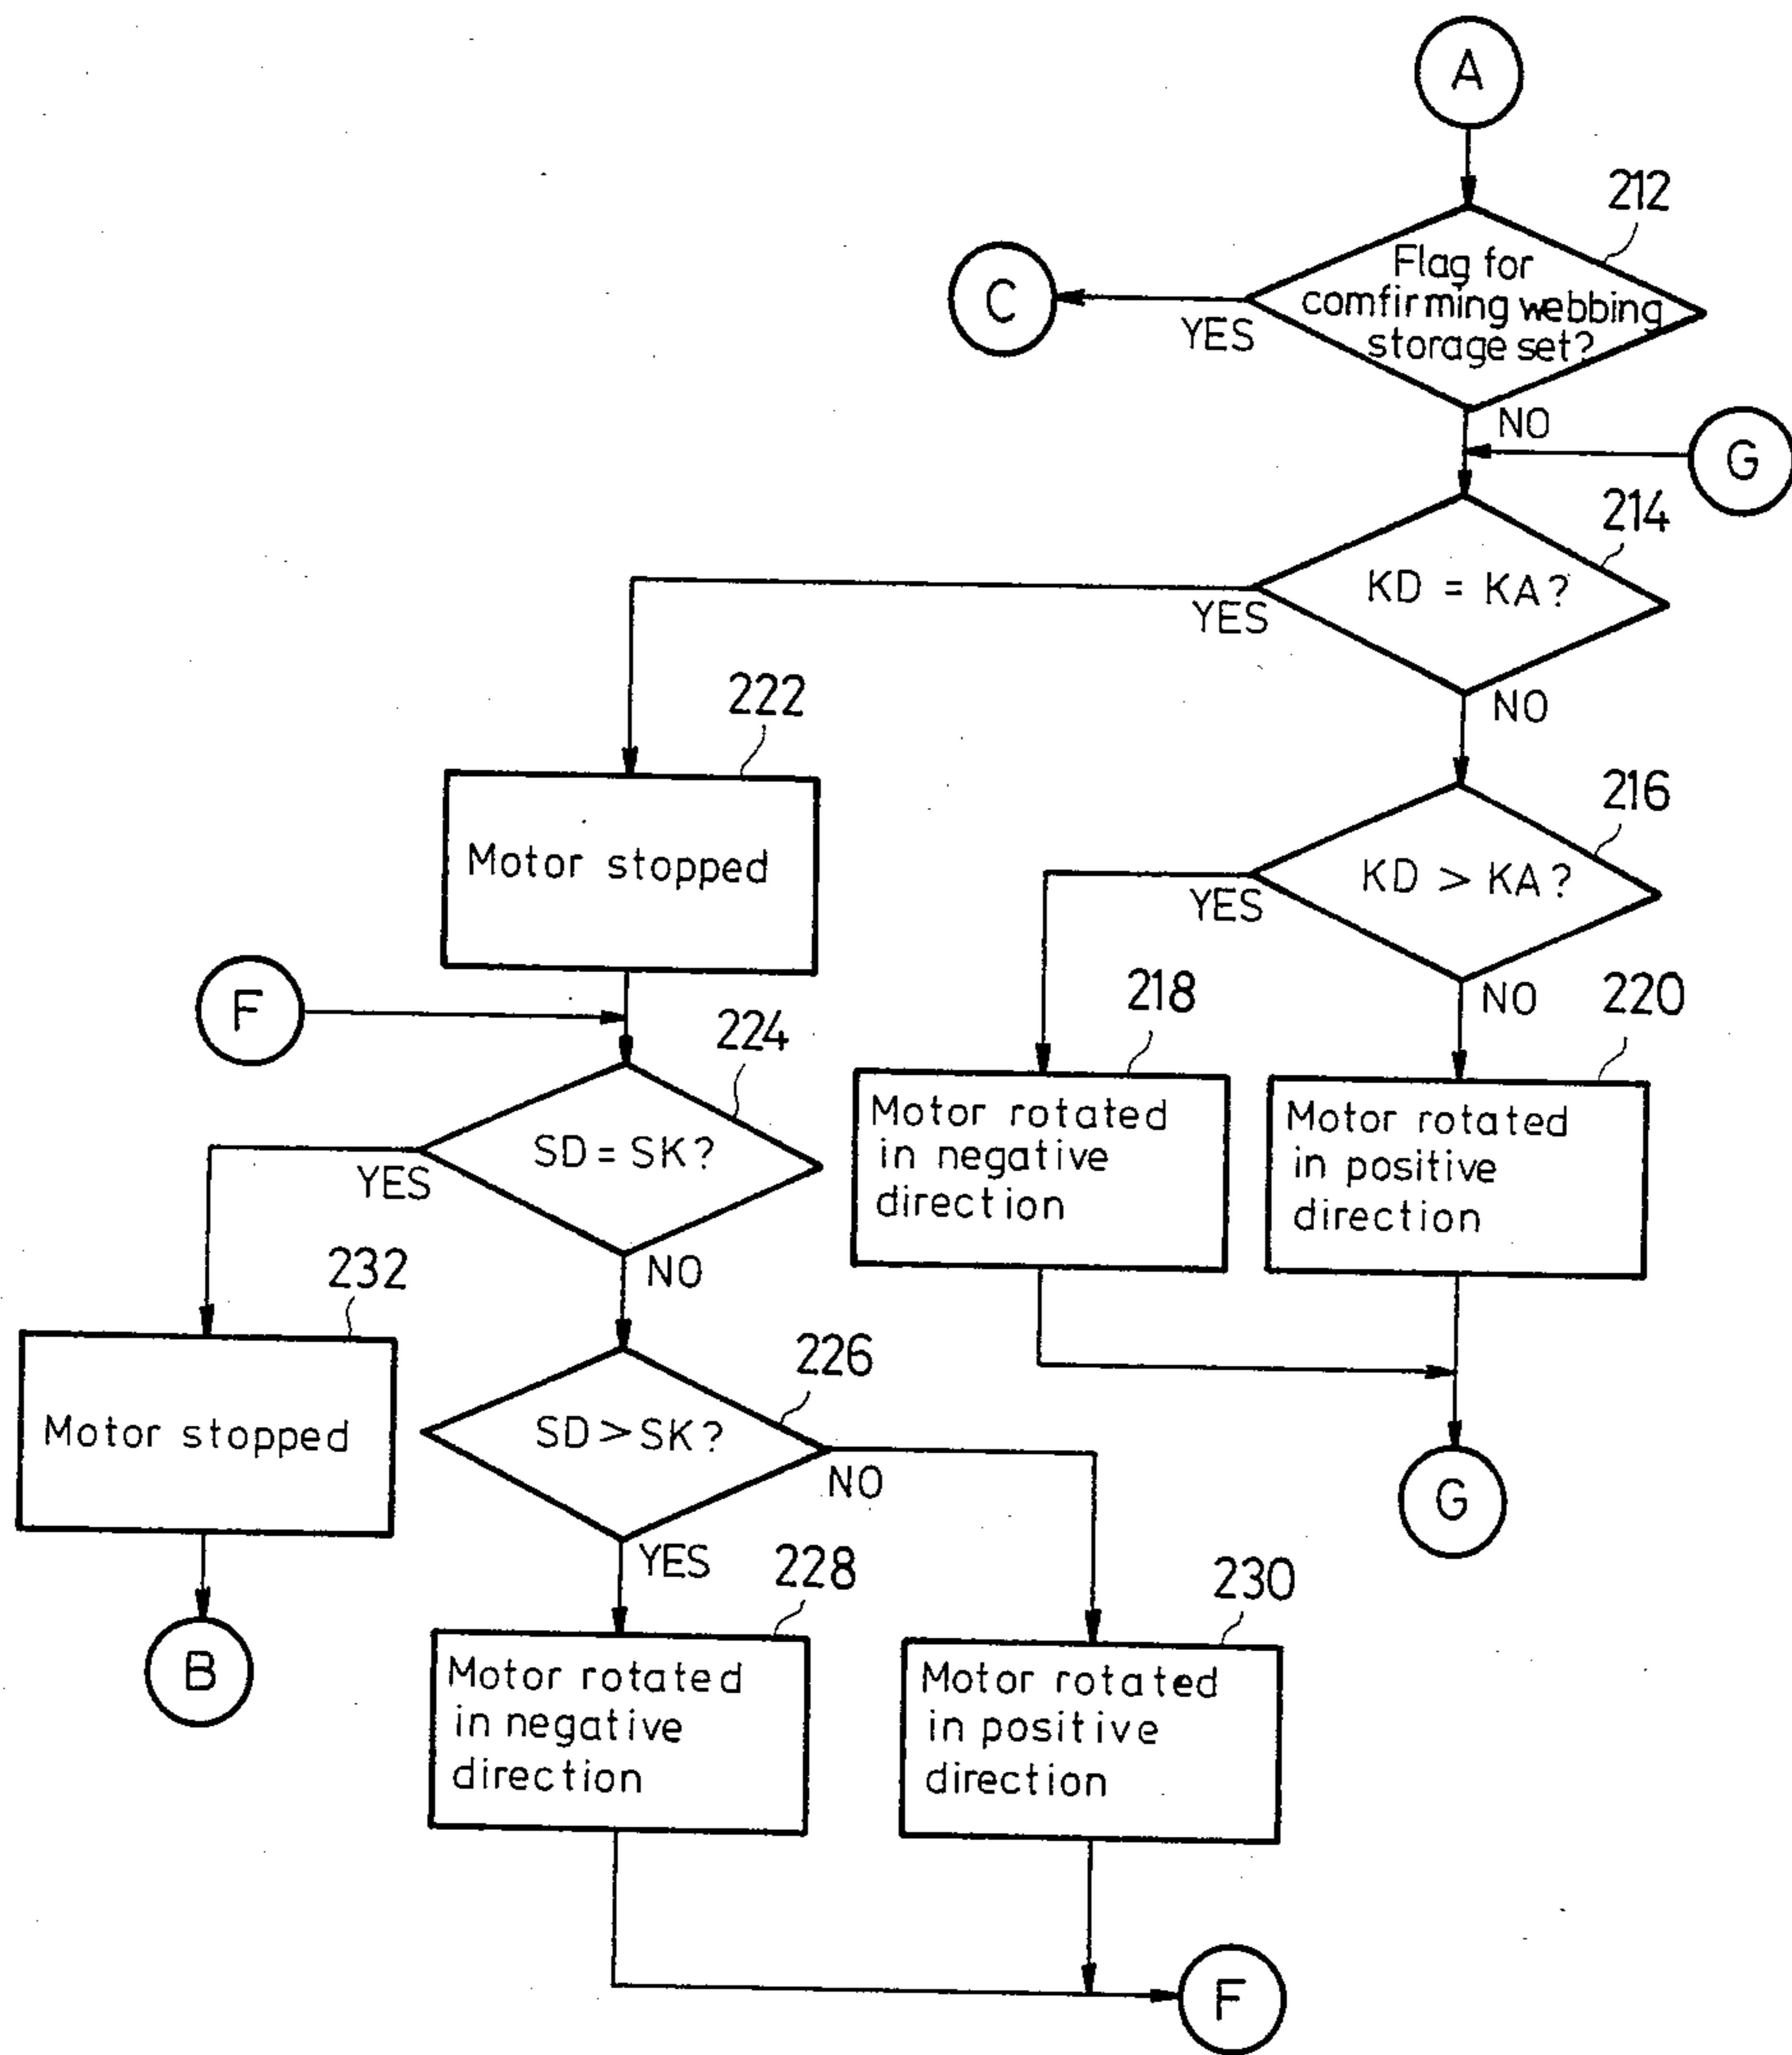 A
212
Flag for
comfirming webbing
storage set?
C
YES
NO
G
214
KD = KA?
YES
NO
222
Motor stopped
216
KD > KA?
YES
NO
F
224
SD = SK?
YES
NO
218
Motor rotated
in negative
direction
220
Motor rotated
in positive
direction
232
Motor stopped
226
SD > SK?
NO
YES
G
B
228
Motor rotated
in negative
direction
230
Motor rotated
in positive
direction
F